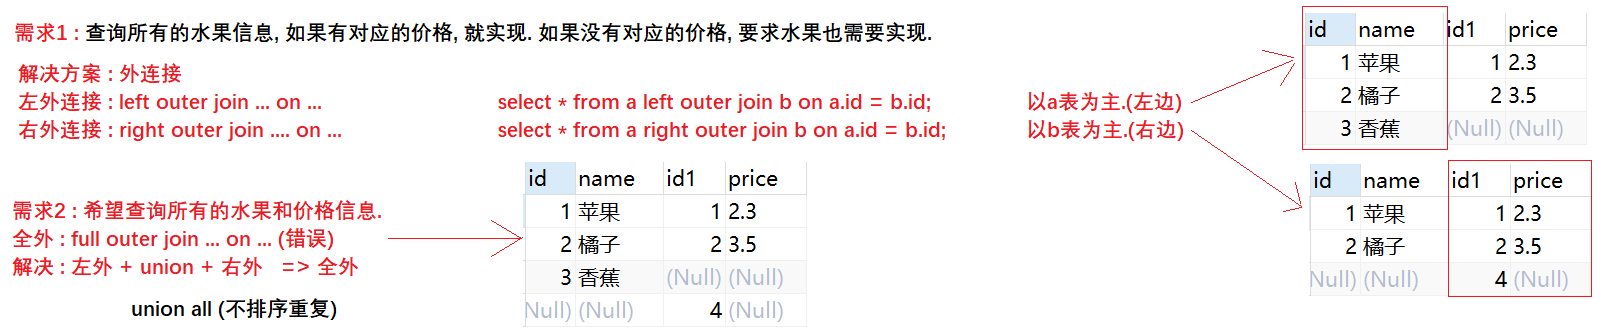 需求1 : 查询所有的水果信息, 如果有对应的价格, 就实现. 如果没有对应的价格, 要求水果也需要实现.
解决方案 : 外连接
左外连接 : left outer join ... on ...
右外连接 : right outer join .... on ...
select * from a left outer join b on a.id = b.id;
select * from a right outer join b on a.id = b.id;
以a表为主.(左边)
以b表为主.(右边)
id name id1 price
1 苹果 1 2.3
2 橘子 2 3.5
3 香蕉 (Null) (Null)
id name id1 price
1 苹果 1 2.3
2 橘子 2 3.5
(Null) (Null) 4 (Null)
需求2 : 希望查询所有的水果和价格信息.
全外 : full outer join ... on ... (错误)
解决 : 左外 + union + 右外 => 全外
union all (不排序重复)
id name id1 price
1 苹果 1 2.3
2 橘子 2 3.5
3 香蕉 (Null) (Null)
Null) (Null) 4 (Null)